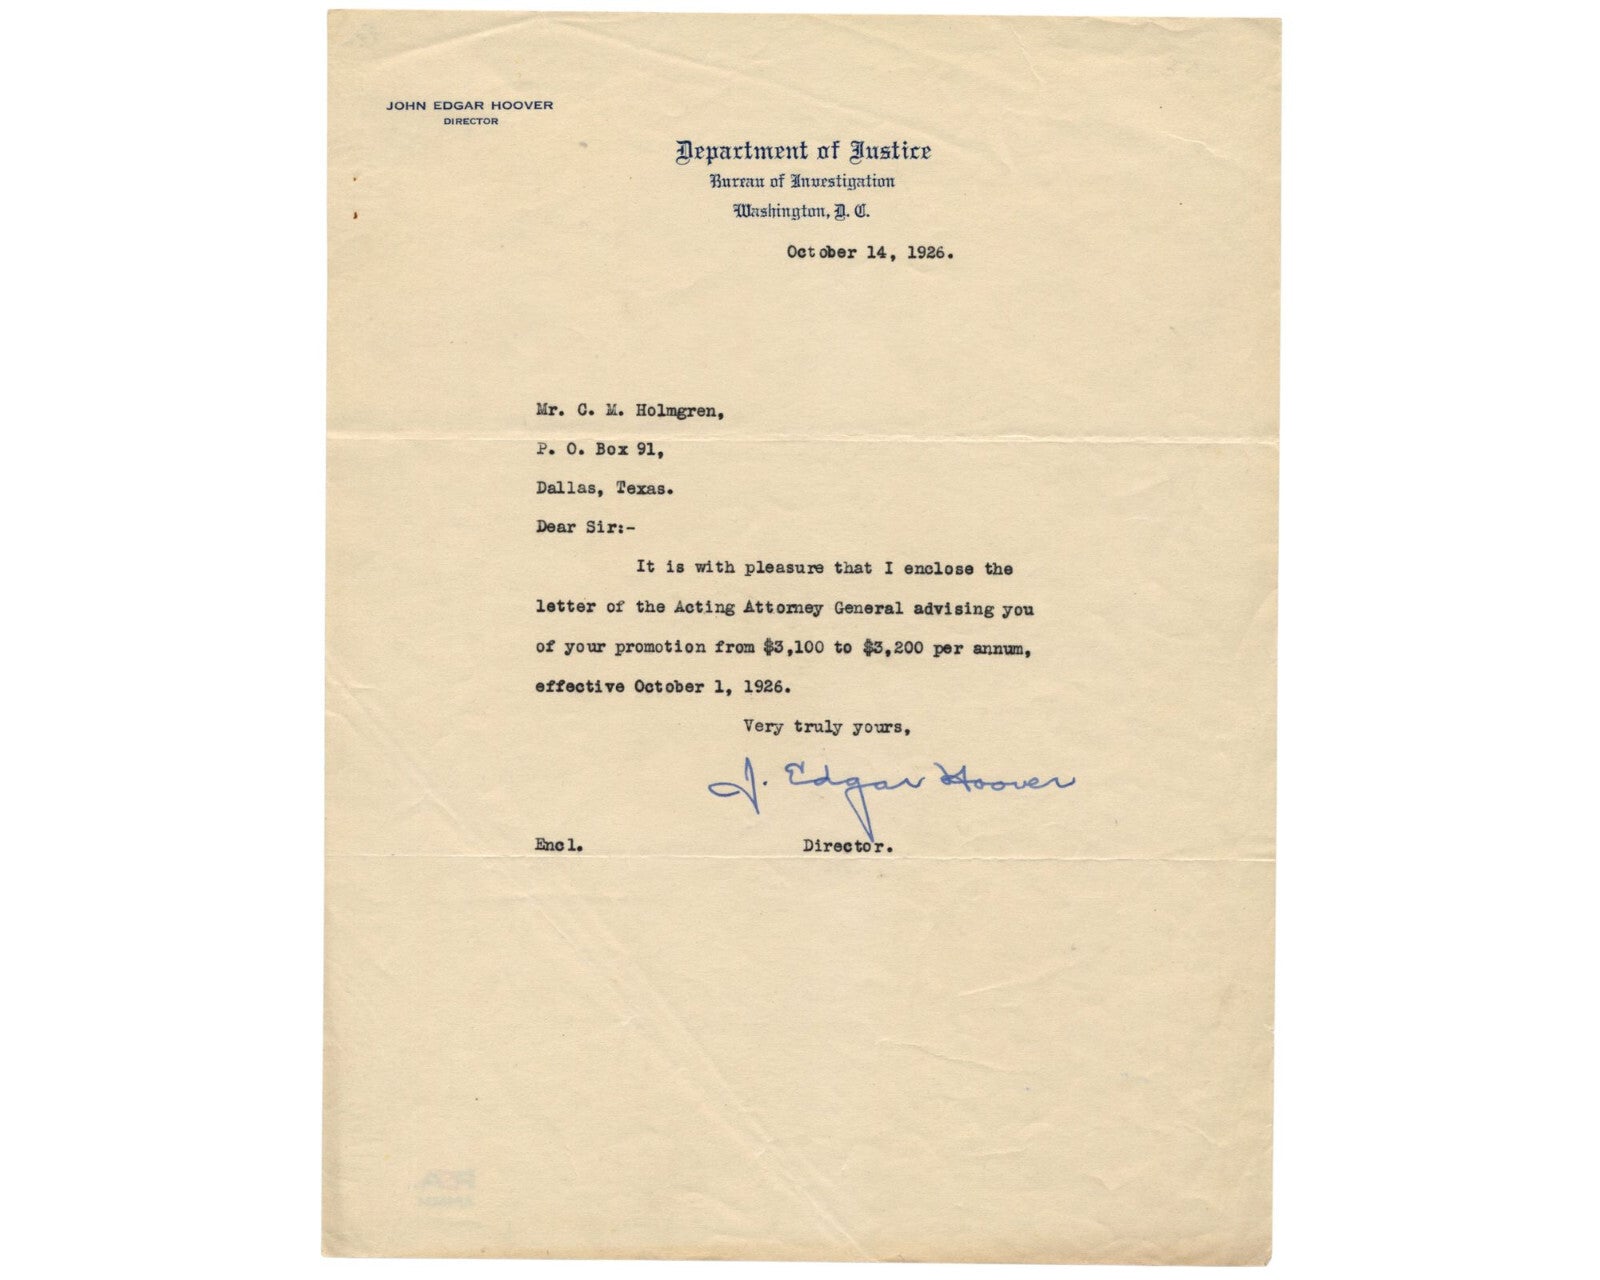 JOHN EDGAR HOOVER
DIRECTOR
Department of Justice
Bureau of Investigation
Washington, D. C.
October 14, 1926.
Mr. C. M. Holmgren,
P. O. Box 91,
Dallas, Texas.
Dear Sir:-
It is with pleasure that I enclose the
letter of the Acting Attorney General advising you
of your promotion from $3,100 to $3,200 per annum,
effective October 1, 1926.
Very truly yours,
J. Edgar Hoover
Encl. Director.